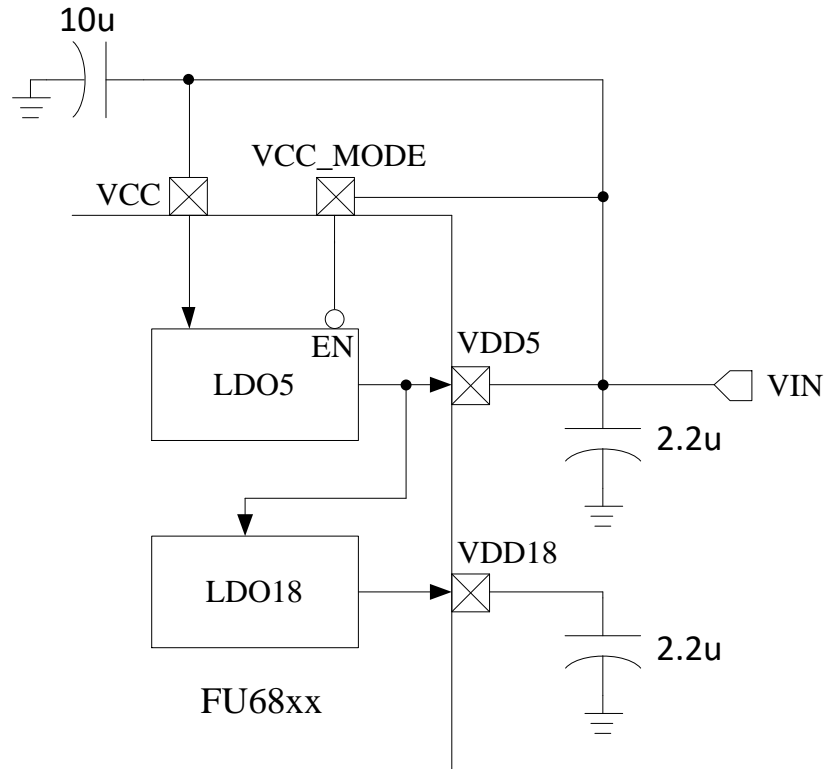 10u
VCC_MODE
VCC
EN
LDO5
VDD5
VIN
2.2u
VDD18
LDO18
2.2u
FU68xx